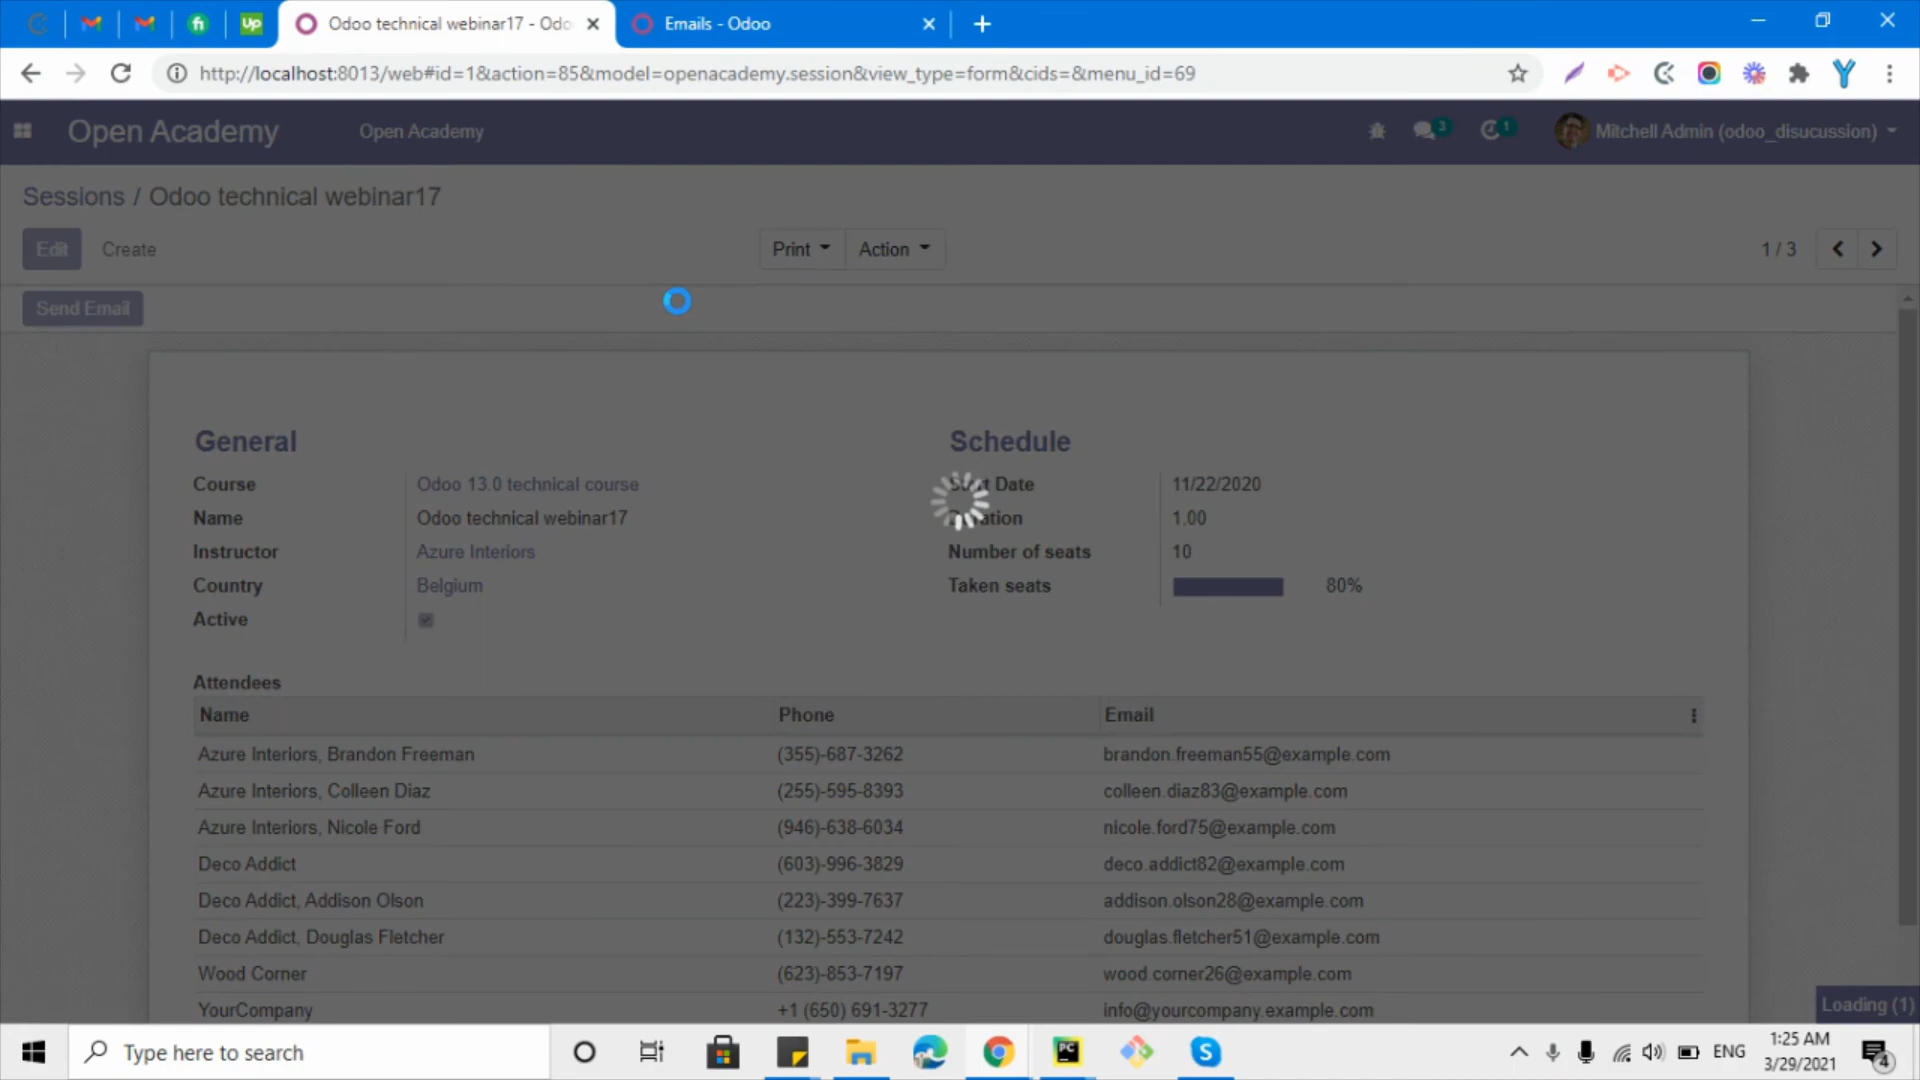 Up
Odoo technical webinar17 - Odo
Emails - Odoo
http://localhost:8013/web#id=1&action=85&model=openacademy.session&view_type=form&cids=&menu_id=69
Open Academy
Open Academy
3
1
Mitchell Admin (odoo_disucussion)
Sessions / Odoo technical webinar17
Edit
Create
Print
Action
1 / 3
Send Email
General
Schedule
Course
Odoo 13.0 technical course
Date
11/22/2020
Name
Odoo technical webinar17
1.00
Instructor
Azure Interiors
Number of seats
10
Country
Belgium
Taken seats
80%
Active
Attendees
Name
Phone
Email
Azure Interiors, Brandon Freeman
(355)-687-3262
brandon.freeman55@example.com
Azure Interiors, Colleen Diaz
(255)-595-8393
colleen.diaz83@example.com
Azure Interiors, Nicole Ford
(946)-638-6034
nicole.ford75@example.com
Deco Addict
(603)-996-3829
deco.addict82@example.com
Deco Addict, Addison Olson
(223)-399-7637
addison.olson28@example.com
Deco Addict, Douglas Fletcher
(132)-553-7242
douglas.fletcher51@example.com
Wood Corner
(623)-853-7197
wood.corner26@example.com
YourCompany
+1 (650) 691-3277
info@yourcompany.example.com
Loading (1)
Type here to search
PC
S
ENG
1:25 AM
3/29/2021
4